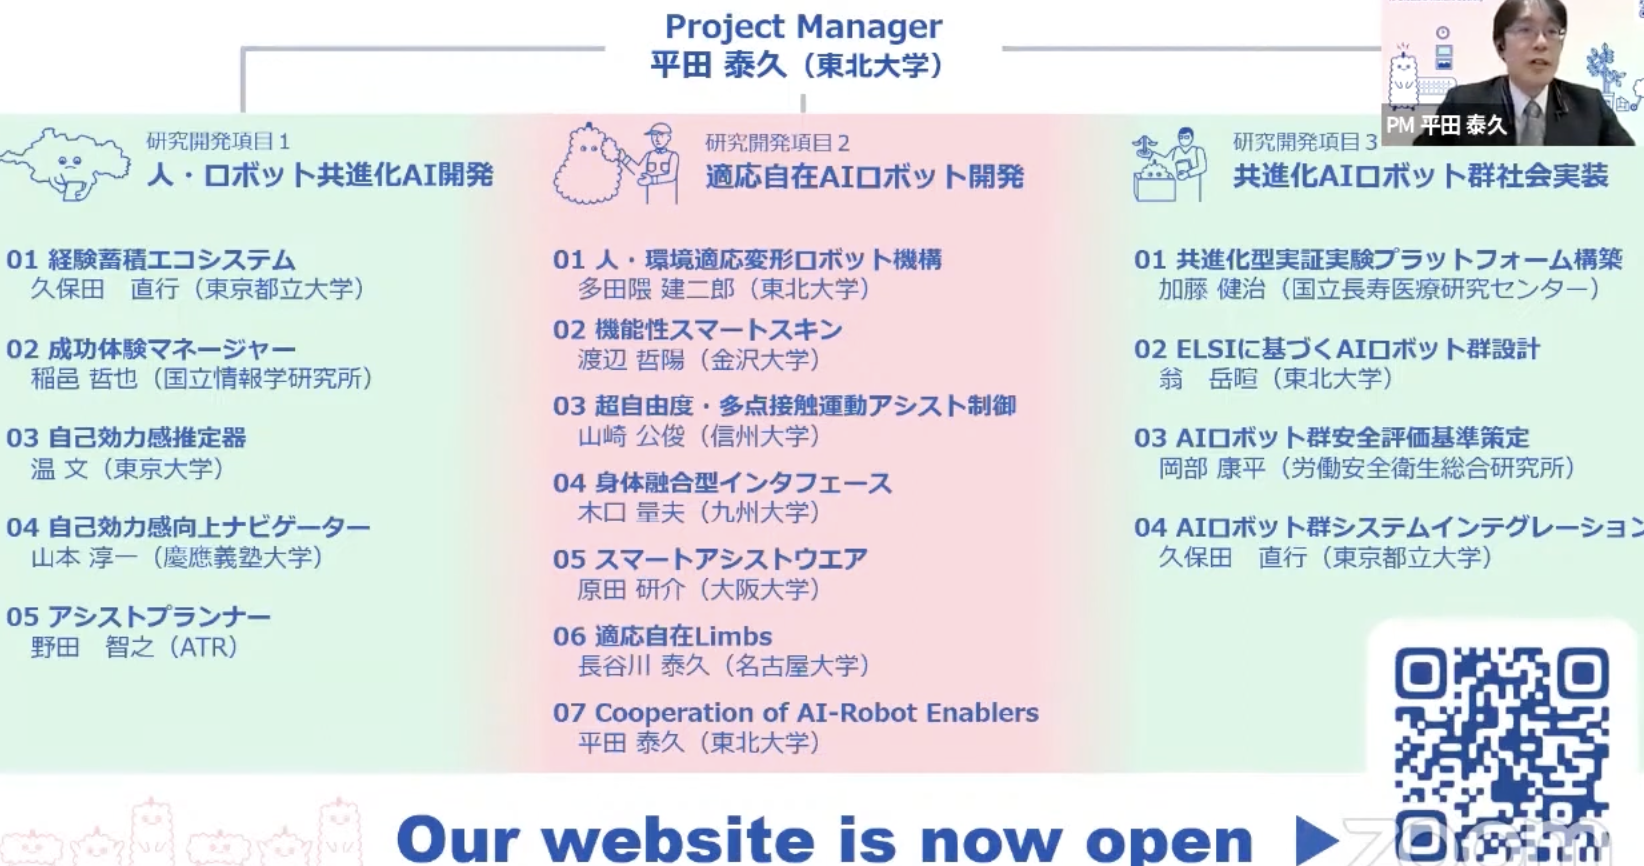 Project Manager
平田 泰久（東北大学）
PM 平田 泰久
研究開発項目1
人・ロボット共進化AI開発
01 経験蓄積エコシステム
久保田　直行（東京都立大学）
02 成功体験マネージャー
稲邑 哲也（国立情報学研究所）
03 自己効力感推定器
温 文（東京大学）
04 自己効力感向上ナビゲーター
山本 淳一（慶應義塾大学）
05 アシストプランナー
野田　智之（ATR）
研究開発項目2
適応自在AIロボット開発
01 人・環境適応変形ロボット機構
多田隈 建二郎（東北大学）
02 機能性スマートスキン
渡辺 哲陽（金沢大学）
03 超自由度・多点接触運動アシスト制御
山崎 公俊（信州大学）
04 身体融合型インタフェース
木口 量夫（九州大学）
05 スマートアシストウエア
原田 研介（大阪大学）
06 適応自在Limbs
長谷川 泰久（名古屋大学）
07 Cooperation of AI-Robot Enablers
平田 泰久（東北大学）
研究開発項目3
共進化AIロボット群社会実装
01 共進化型実証実験プラットフォーム構築
加藤 健治（国立長寿医療研究センター）
02 ELSIに基づくAIロボット群設計
翁　岳暄（東北大学）
03 AIロボット群安全評価基準策定
岡部 康平（労働安全衛生総合研究所）
04 AIロボット群システムインテグレーション
久保田　直行（東京都立大学）
Our website is now open
zoom